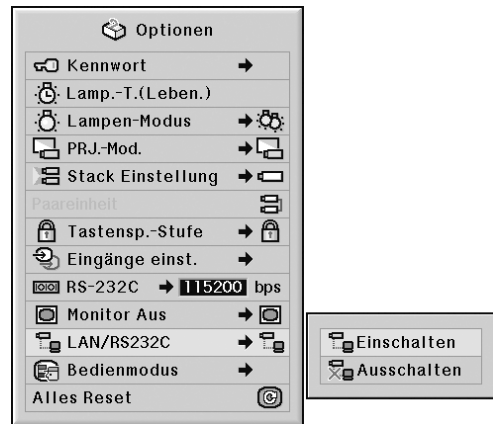 Optionen
Kennwort
Lamp.-T.(Leben.)
Lampen-Modus
PRJ.-Mod.
Stack Einstellung
Paareinheit
Tastensp.-Stufe
Eingänge einst.
RS-232C 115200 bps
Monitor Aus
LAN/RS232C
Einschalten
Ausschalten
Bedienmodus
Alles Reset